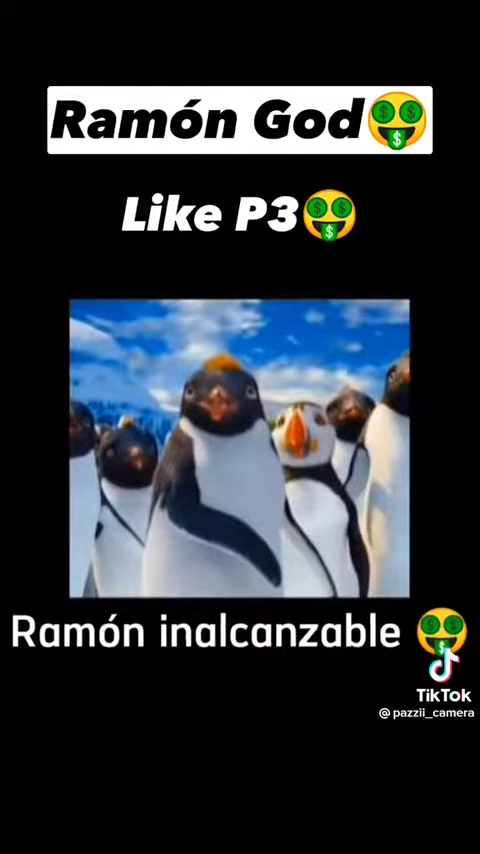 Ramón God🤑
Like P3🤑
Ramón inalcanzable 🤑
TikTok
@ pazzii_camera